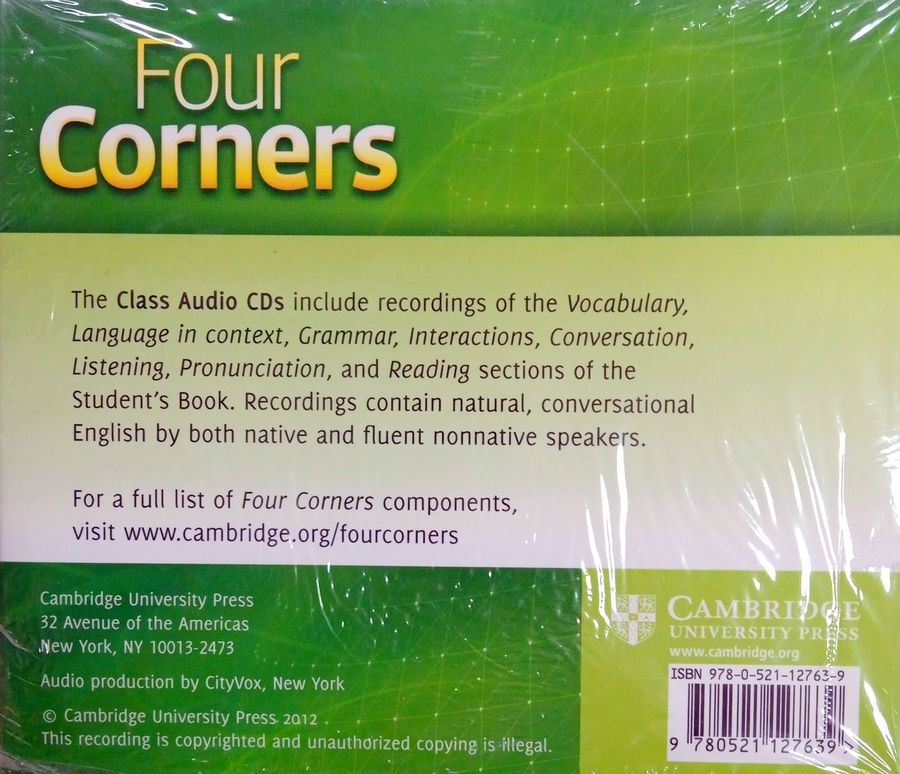 Four
Corners
The Class Audio CDs include recordings of the Vocabulary,
Language in context, Grammar, Interactions, Conversation,
Listening, Pronunciation, and Reading sections of the
Student's Book. Recordings contain natural, conversational
English by both native and fluent nonnative speakers.
For a full list of Four Corners components,
visit www.cambridge.org/fourcorners
Cambridge University Press
32 Avenue of the Americas
New York, NY 10013-2473
Audio production by CityVox, New York
© Cambridge University Press 2012
This recording is copyrighted and unauthorized copying is illegal.
CAMBRIDGE
UNIVERSITY PRESS
www.cambridge.org
ISBN 978-0-521-12763-9
9 780521 127639 >